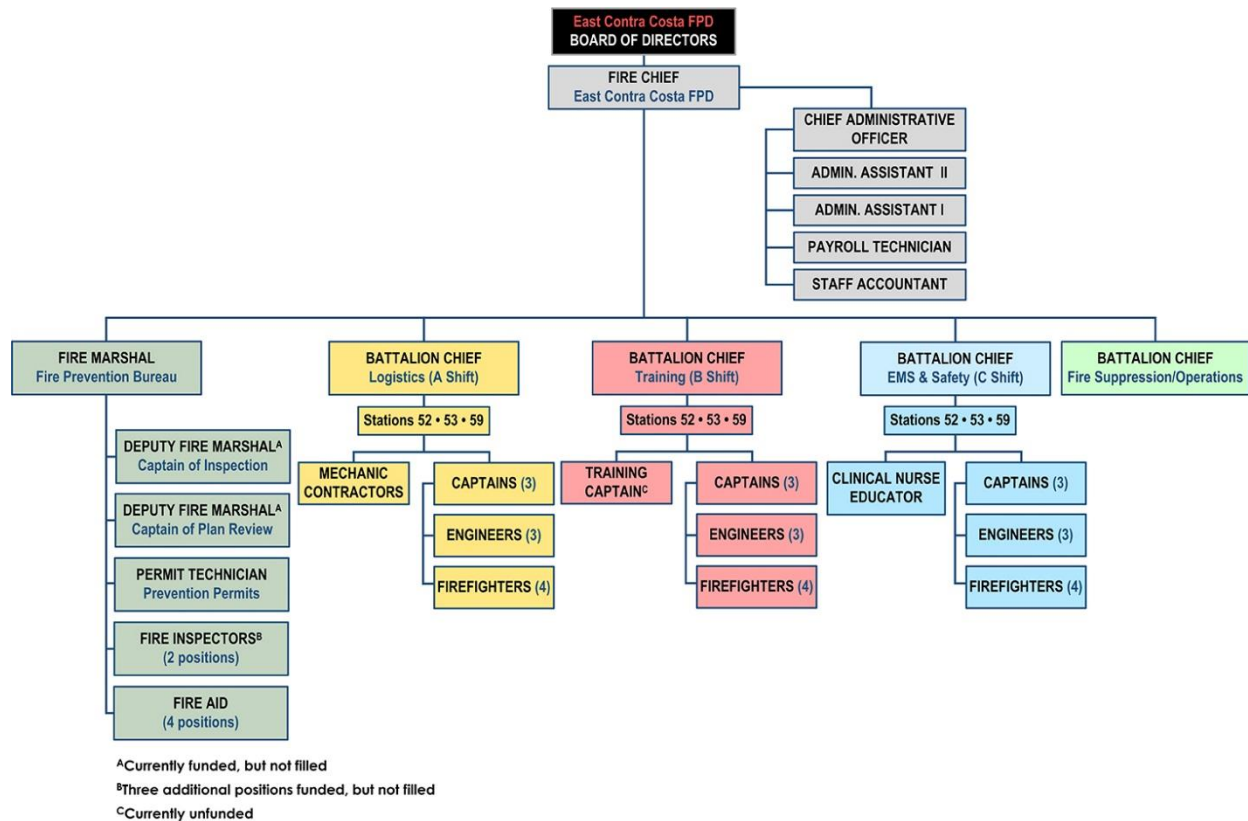 East Contra Costa FPD
BOARD OF DIRECTORS
FIRE CHIEF
East Contra Costa FPD
CHIEF ADMINISTRATIVE
OFFICER
ADMIN. ASSISTANT II
ADMIN. ASSISTANT I
PAYROLL TECHNICIAN
STAFF ACCOUNTANT
FIRE MARSHAL
Fire Prevention Bureau
DEPUTY FIRE MARSHALᴬ
Captain of Inspection
DEPUTY FIRE MARSHALᴬ
Captain of Plan Review
PERMIT TECHNICIAN
Prevention Permits
FIRE INSPECTORSᴮ
(2 positions)
FIRE AID
(4 positions)
BATTALION CHIEF
Logistics (A Shift)
Stations 52 • 53 • 59
MECHANIC
CONTRACTORS
CAPTAINS (3)
ENGINEERS (3)
FIREFIGHTERS (4)
BATTALION CHIEF
Training (B Shift)
Stations 52 • 53 • 59
TRAINING
CAPTAINᶜ
CAPTAINS (3)
ENGINEERS (3)
FIREFIGHTERS (4)
BATTALION CHIEF
EMS & Safety (C Shift)
Stations 52 • 53 • 59
CLINICAL NURSE
EDUCATOR
CAPTAINS (3)
ENGINEERS (3)
FIREFIGHTERS (4)
BATTALION CHIEF
Fire Suppression/Operations
ᴬCurrently funded, but not filled
ᴮThree additional positions funded, but not filled
ᶜCurrently unfunded